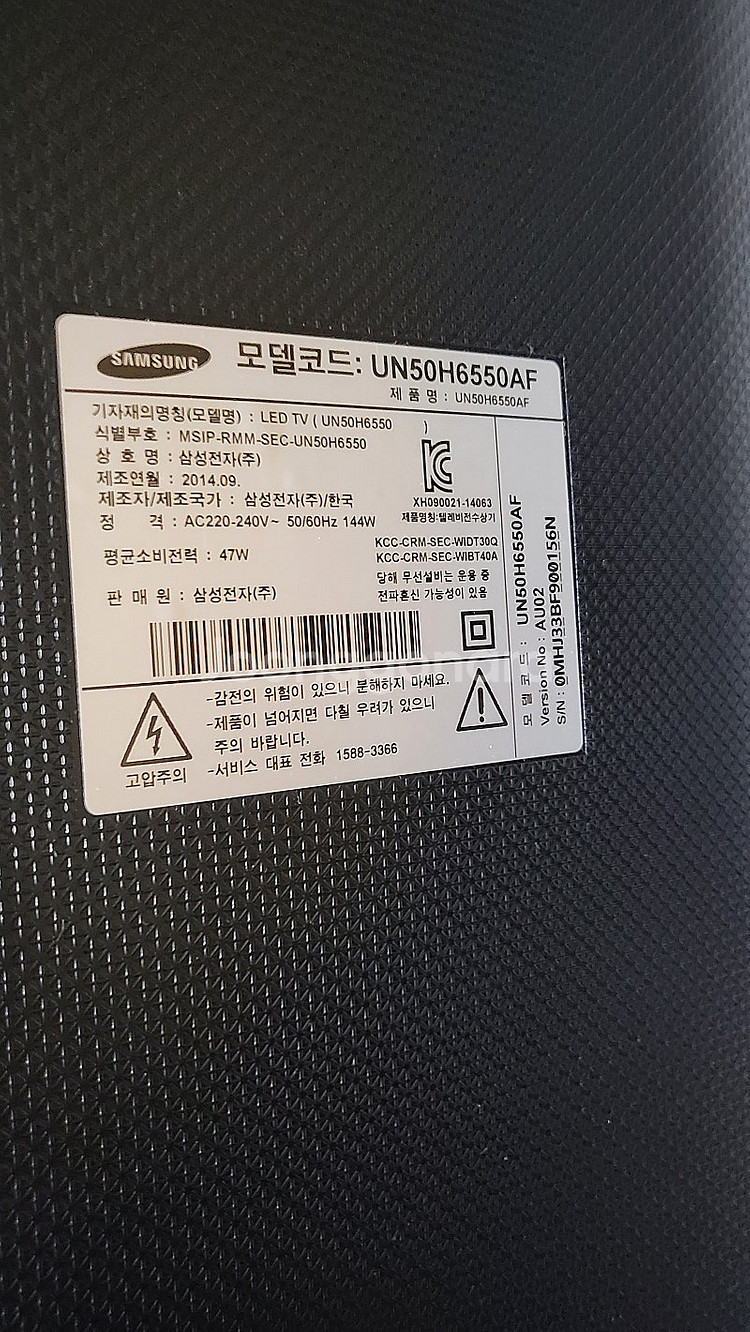 SAMSUNG
모델코드: UN50H6550AF
제 품 명 : UN50H6550AF
기자재의명칭(모델명) : LED TV ( UN50H6550 )
식별부호 : MSIP-RMM-SEC-UN50H6550
상 호 명 : 삼성전자(주)
제조연월 : 2014.09.
제조자/제조국가 : 삼성전자(주)/한국
정 격 : AC220-240V~ 50/60Hz 144W
평균소비전력 : 47W
판 매 원 : 삼성전자(주)
XH090021-14063
제품명칭:텔레비전수상기
KCC-CRM-SEC-WIDT30Q
KCC-CRM-SEC-WIBT40A
당해 무선설비는 운용 중
전파혼신 가능성이 있음
고압주의
-감전의 위험이 있으니 분해하지 마세요.
-제품이 넘어지면 다칠 우려가 있으니
주의 바랍니다.
-서비스 대표 전화 1588-3366
모 델 코 드 : UN50H6550AF
Version No : AU02
S/N : 0MHJ33BF900156N